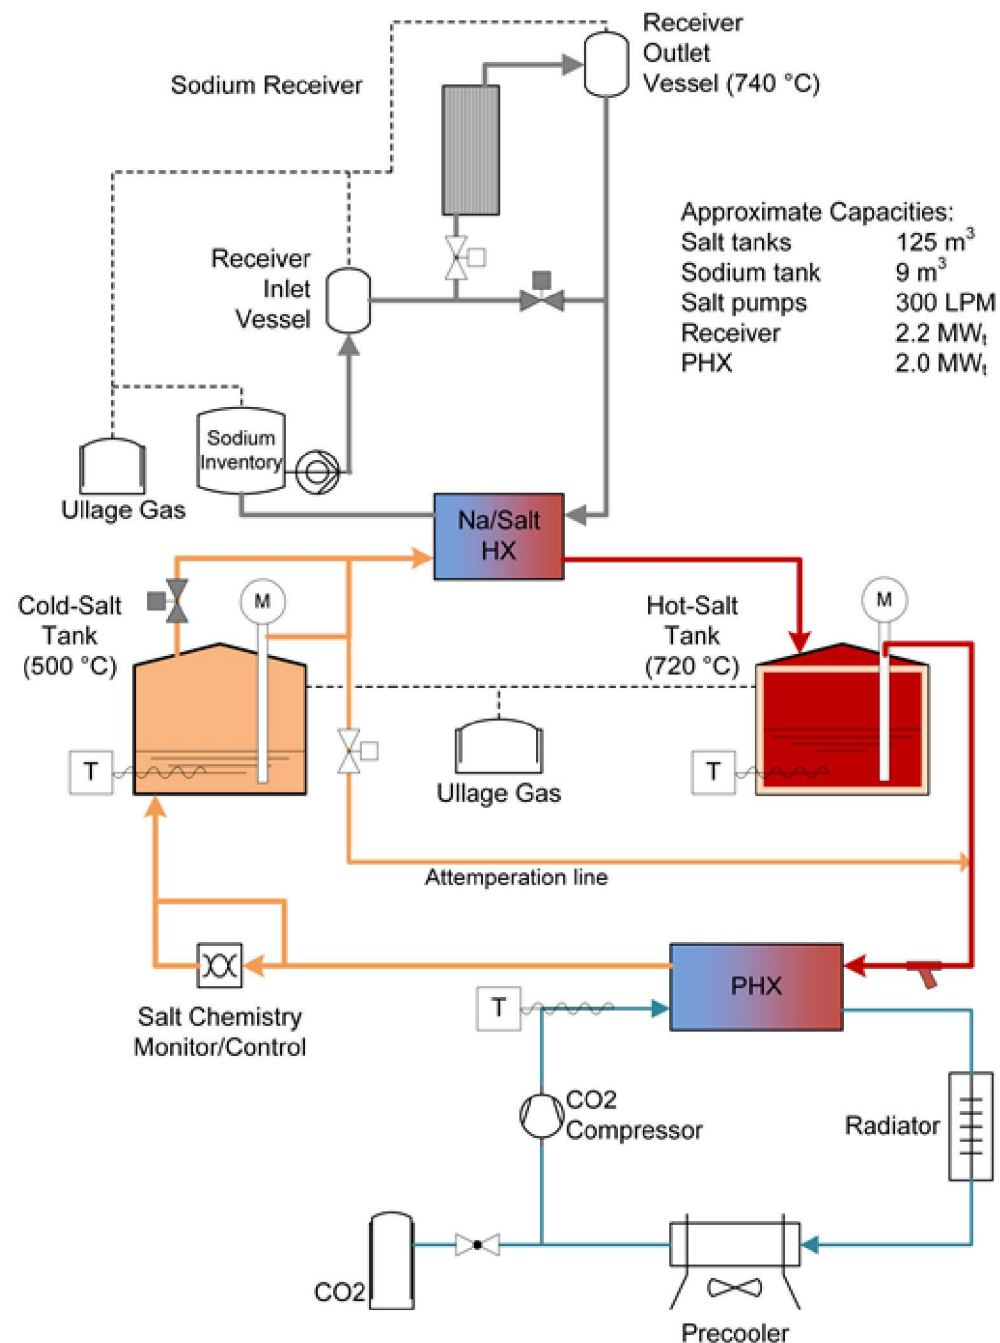 Receiver
Outlet
Vessel (740 °C)
Sodium Receiver
Approximate Capacities:
Salt tanks 125 m³
Sodium tank 9 m³
Salt pumps 300 LPM
Receiver 2.2 MWₜ
PHX 2.0 MWₜ
Receiver
Inlet
Vessel
Sodium
Inventory
Ullage Gas
Na/Salt
HX
Cold-Salt
Tank
(500 °C)
M
T
Hot-Salt
Tank
(720 °C)
M
T
Ullage Gas
Attemperation line
PHX
Salt Chemistry
Monitor/Control
T
CO2
Compressor
Radiator
CO2
Precooler